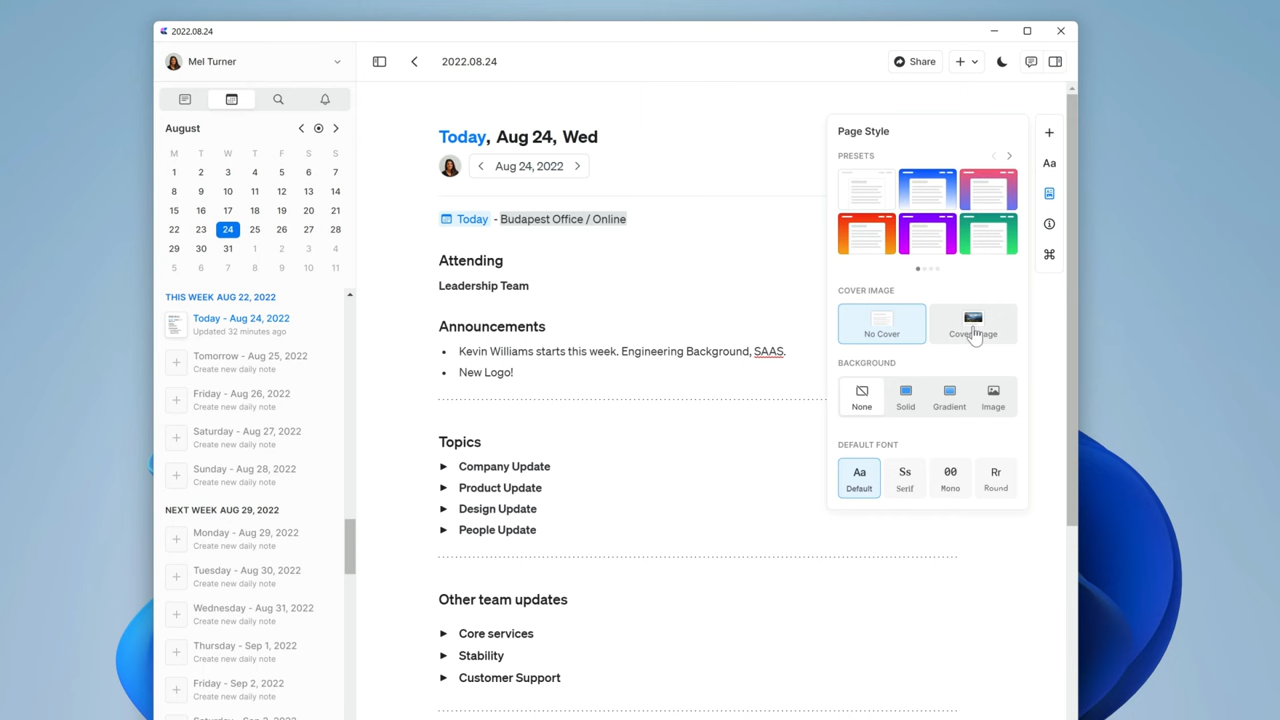 2022.08.24
Mel Turner
2022.08.24
Share
August
M T W T F S S
1 2 3 4 5 6 7
8 9 10 11 12 13 14
15 16 17 18 19 20 21
22 23 24 25 26 27 28
29 30 31 1 2 3 4
5 6 7 8 9 10 11
THIS WEEK AUG 22, 2022
Today - Aug 24, 2022
Updated 32 minutes ago
Tomorrow - Aug 25, 2022
Create new daily note
Friday - Aug 26, 2022
Create new daily note
Saturday - Aug 27, 2022
Create new daily note
Sunday - Aug 28, 2022
Create new daily note
NEXT WEEK AUG 29, 2022
Monday - Aug 29, 2022
Create new daily note
Tuesday - Aug 30, 2022
Create new daily note
Wednesday - Aug 31, 2022
Create new daily note
Thursday - Sep 1, 2022
Create new daily note
Friday - Sep 2, 2022
Create new daily note
Today, Aug 24, Wed
Aug 24, 2022
Today - Budapest Office / Online
Attending
Leadership Team
Announcements
• Kevin Williams starts this week. Engineering Background, SAAS.
• New Logo!
Topics
Company Update
Product Update
Design Update
People Update
Other team updates
Core services
Stability
Customer Support
Page Style
PRESETS
COVER IMAGE
No Cover
Cover Image
BACKGROUND
None Solid Gradient Image
DEFAULT FONT
Aa Ss 00 Rr
Default Serif Mono Round
Aa